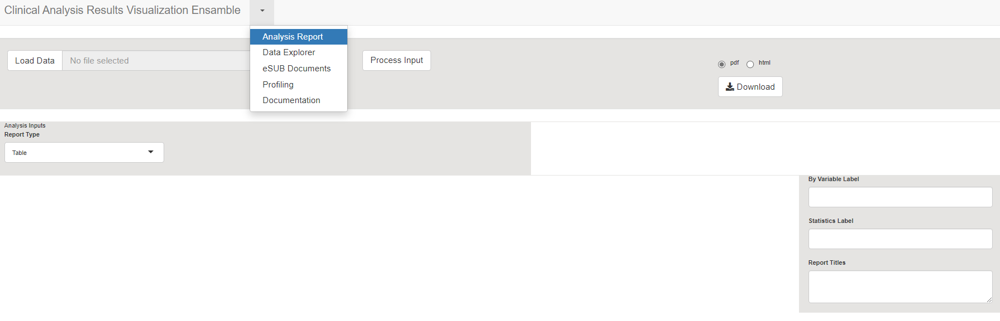 Clinical Analysis Results Visualization Ensamble
Analysis Report
Data Explorer
eSUB Documents
Profiling
Documentation
Load Data
No file selected
Process Input
pdf
html
Download
Analysis Inputs
Report Type
Table
By Variable Label
Statistics Label
Report Titles